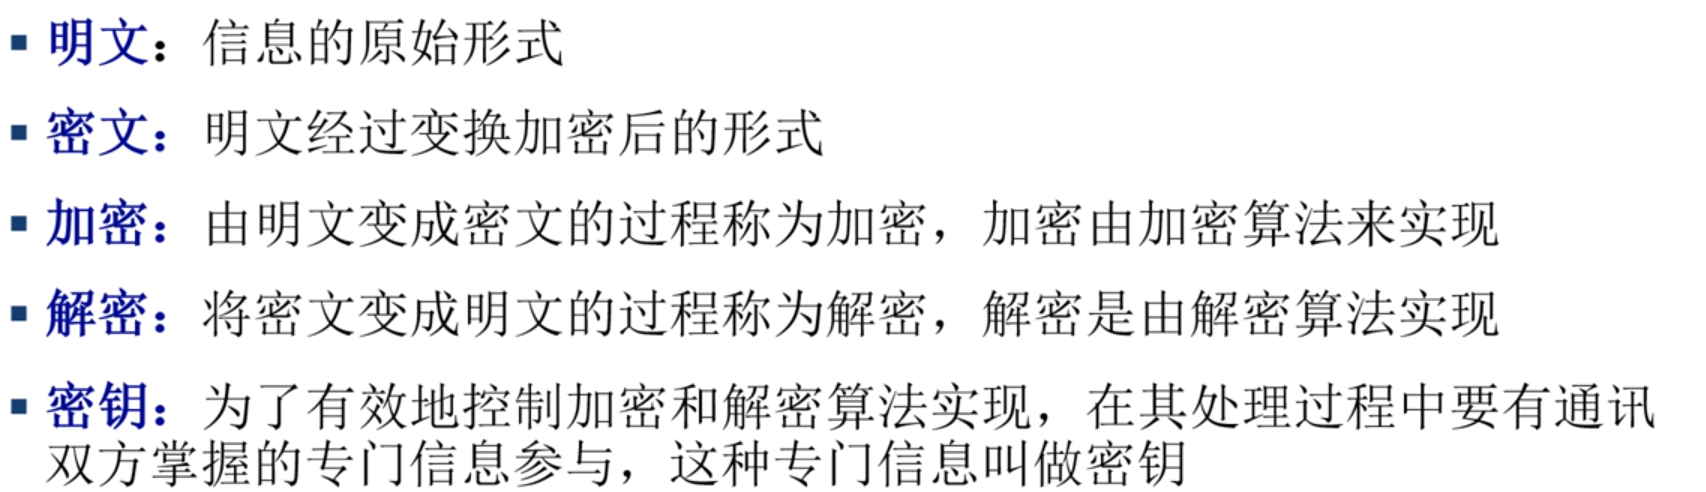 ▪ 明文：信息的原始形式
▪ 密文：明文经过变换加密后的形式
▪ 加密：由明文变成密文的过程称为加密，加密由加密算法来实现
▪ 解密：将密文变成明文的过程称为解密，解密是由解密算法实现
▪ 密钥：为了有效地控制加密和解密算法实现，在其处理过程中要有通讯
双方掌握的专门信息参与，这种专门信息叫做密钥